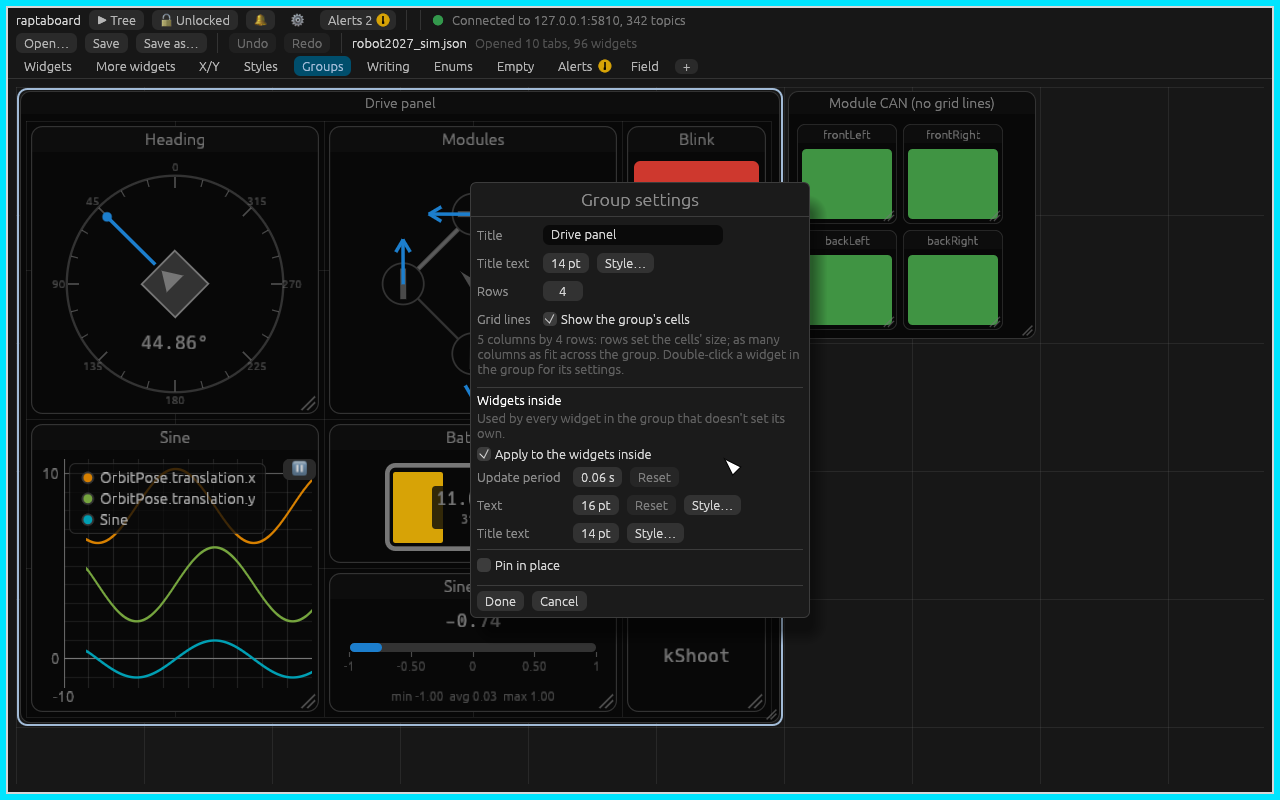 raptaboard
Tree
Unlocked
Alerts 2
Connected to 127.0.0.1:5810, 342 topics
Open…
Save
Save as…
Undo
Redo
robot2027_sim.json
Opened 10 tabs, 96 widgets
Widgets
More widgets
X/Y
Styles
Groups
Writing
Enums
Empty
Alerts
Field
+
Drive panel
Heading
0
45
315
90
270
135
225
180
44.86°
Modules
Blink
Module CAN (no grid lines)
frontLeft
frontRight
backLeft
backRight
Group settings
Title
Drive panel
Title text
14 pt
Style…
Rows
4
Grid lines
Show the group's cells
5 columns by 4 rows: rows set the cells' size; as many
columns as fit across the group. Double-click a widget in
the group for its settings.
Widgets inside
Used by every widget in the group that doesn't set its
own.
Apply to the widgets inside
Update period
0.06 s
Reset
Text
16 pt
Reset
Style…
Title text
14 pt
Style…
Pin in place
Done
Cancel
Sine
10
OrbitPose.translation.x
OrbitPose.translation.y
Sine
0
-10
-0.74
-1
-0.50
0
0.50
1
min -1.00 avg 0.03 max 1.00
kShoot